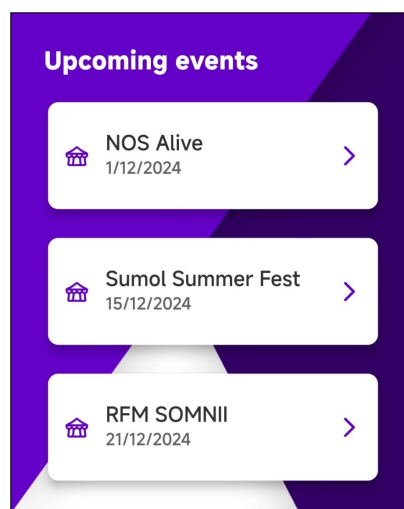 Upcoming events
NOS Alive
1/12/2024
Sumol Summer Fest
15/12/2024
RFM SOMNII
21/12/2024